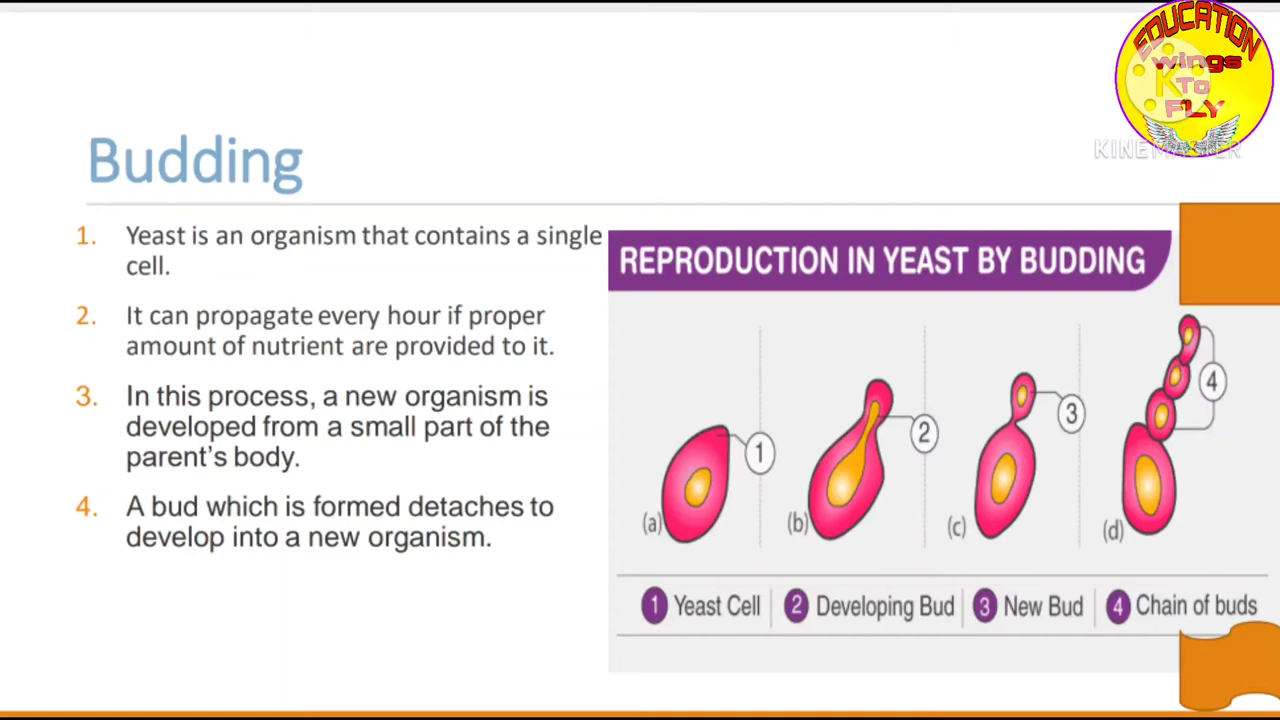 EDUCATION
wings
To
FLY
KINEMASTER
Budding
1. Yeast is an organism that contains a single
cell.
2. It can propagate every hour if proper
amount of nutrient are provided to it.
3. In this process, a new organism is
developed from a small part of the
parent's body.
4. A bud which is formed detaches to
develop into a new organism.
REPRODUCTION IN YEAST BY BUDDING
1
2
3
4
(a)
(b)
(c)
(d)
1 Yeast Cell
2 Developing Bud
3 New Bud
4 Chain of buds